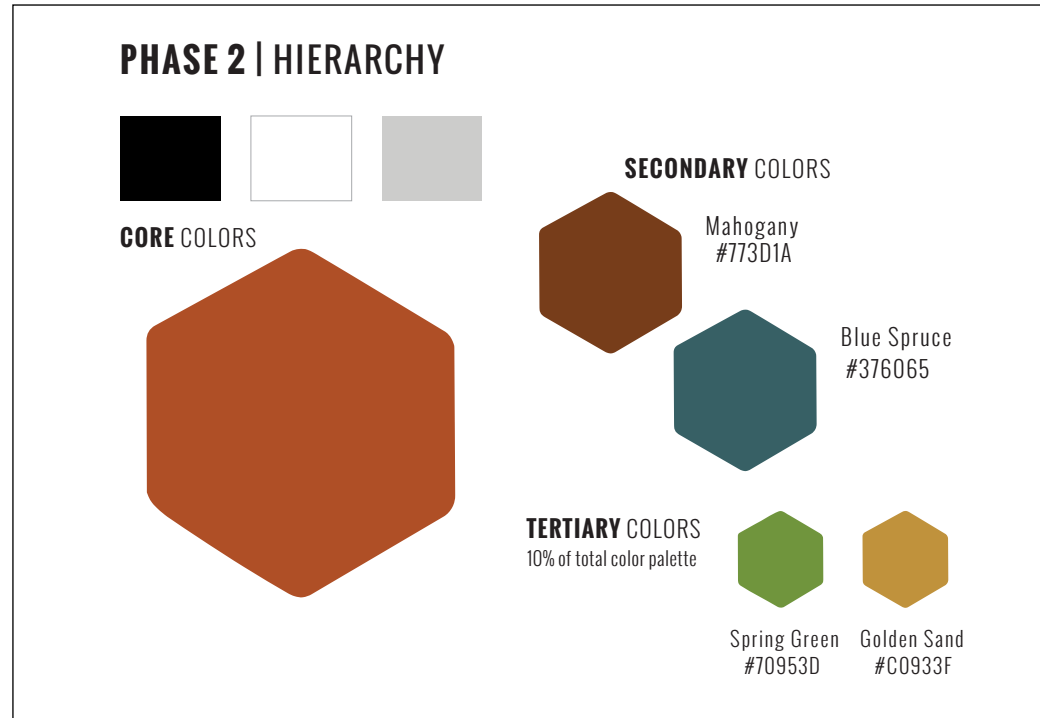 PHASE 2 | HIERARCHY
CORE COLORS
SECONDARY COLORS
Mahogany
#773D1A
Blue Spruce
#376065
TERTIARY COLORS
10% of total color palette
Spring Green
#70953D
Golden Sand
#C0933F